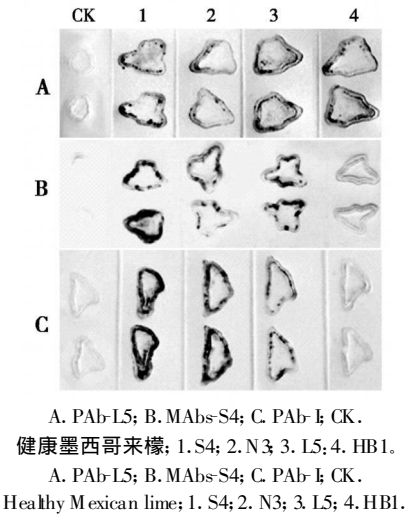 CK 1 2 3 4
A
B
C
A. PAb-L5; B. MAbs-S4; C. PAb-I; CK.
健康墨西哥来檬; 1.S4; 2. N3; 3. L5; 4. HB1。
A. PAb-L5; B. MAbs-S4; C. PAb-I; CK.
Healthy Mexican lime; 1. S4; 2. N3; 3. L5; 4. HB1.